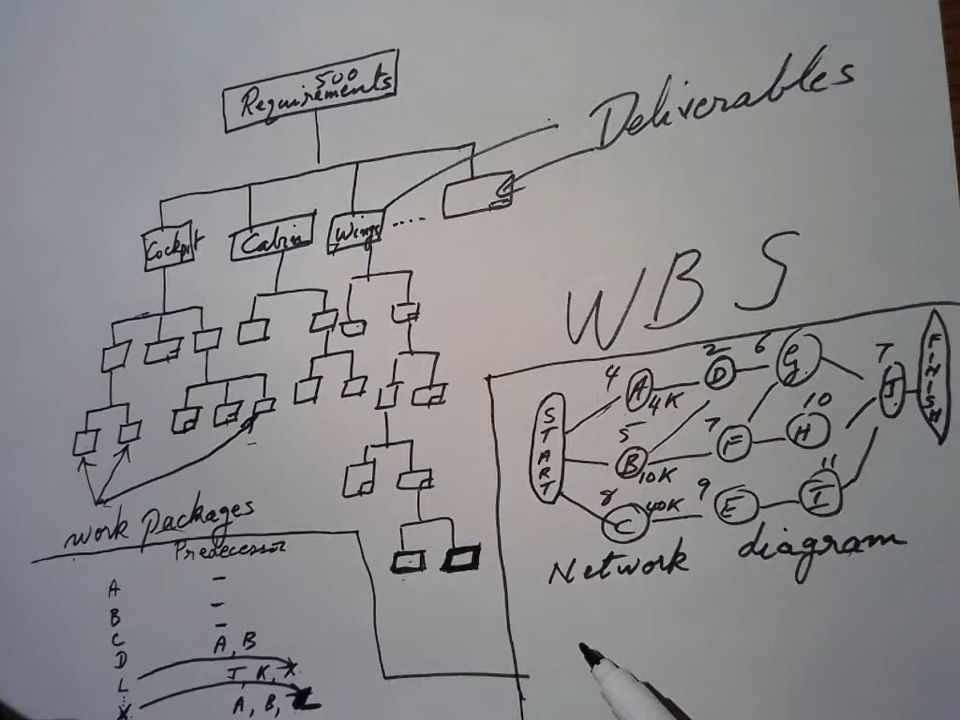 500
Requirements
Deliverables
Cockpit
Cabin
Wings
....
WBS
Work Packages
START
4
A
4K
2
D
6
G
7
J
FINISH
5
B
10K
7
F
10
H
8
C
40K
9
E
11
I
Network diagram
Predecessor
A -
B -
C -
D A, B
L J, K, X
X A, B,